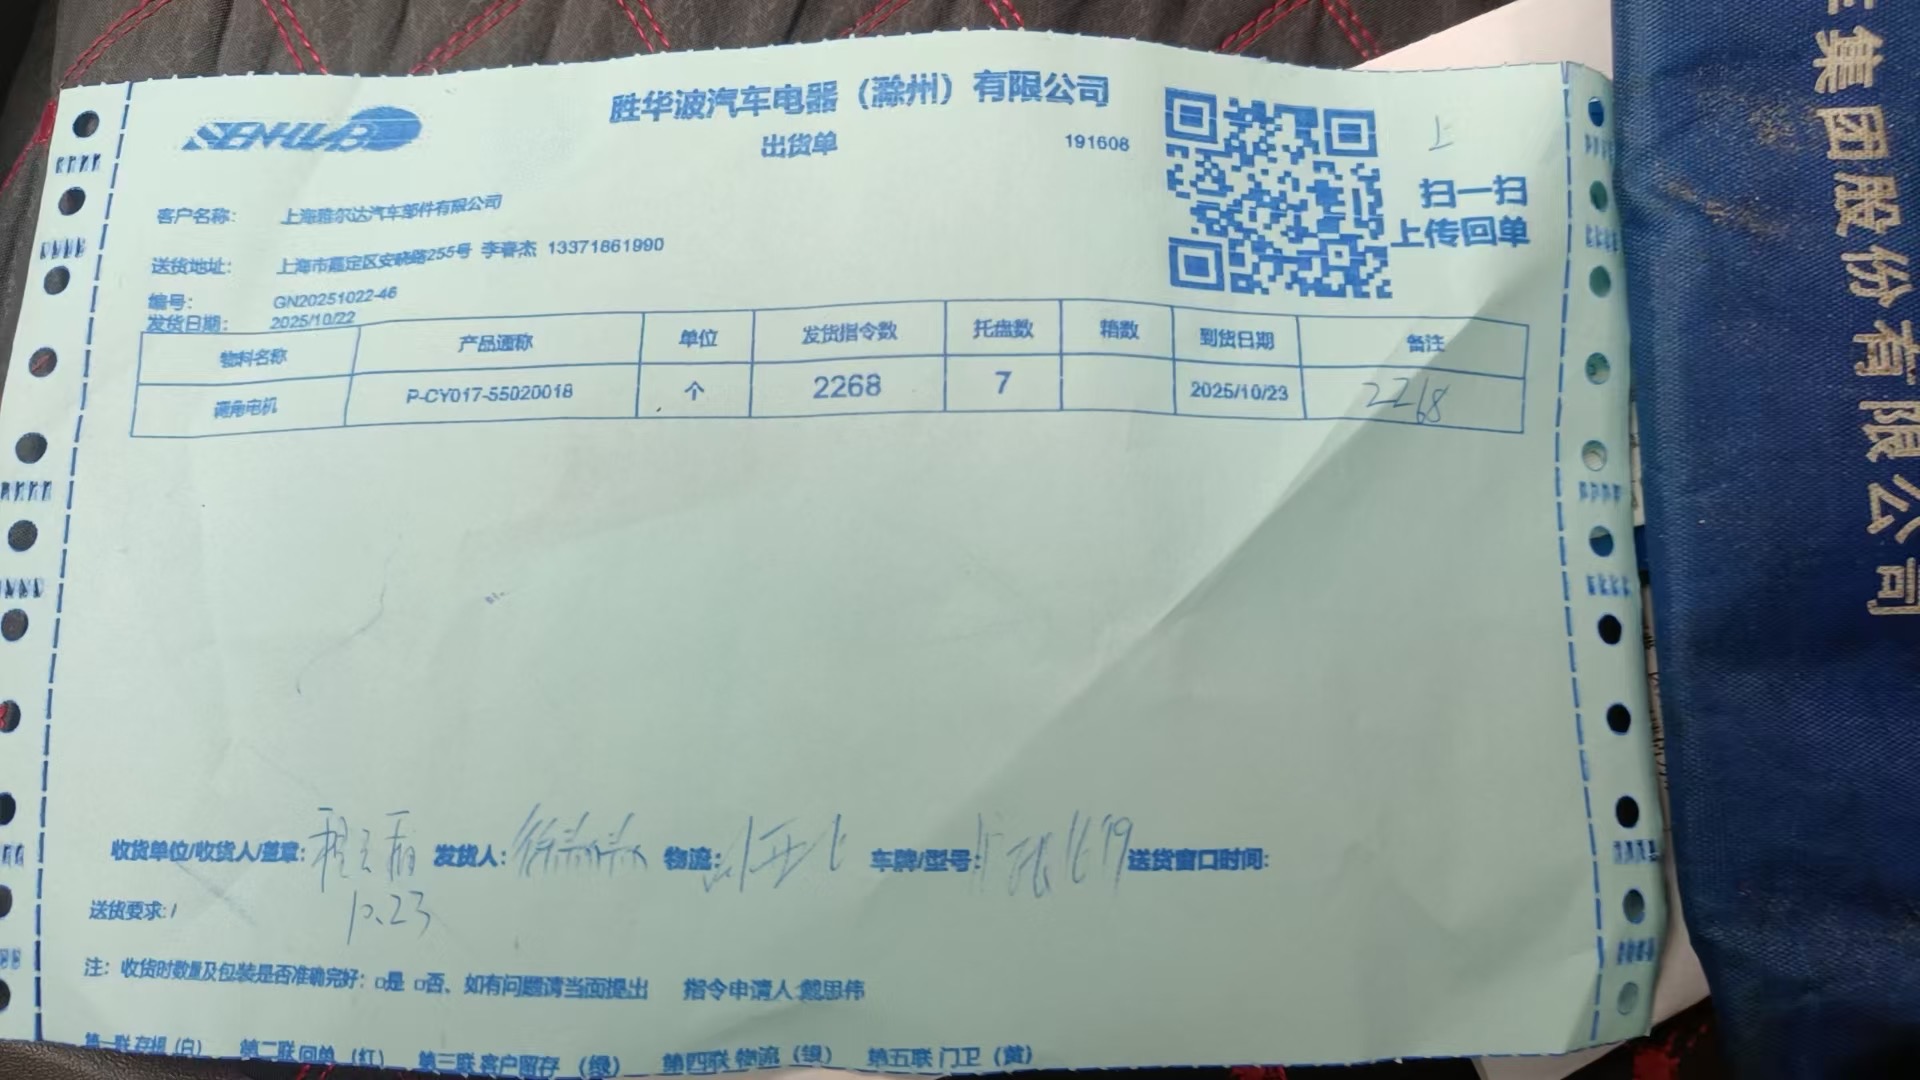 SENHWAB
胜华波汽车电器（滁州）有限公司
出货单
191608
上
扫一扫
上传回单
客户名称：上海雅尔达汽车部件有限公司
送货地址：上海市嘉定区安晓路255号 李春杰 13371661990
编号：GN20251022-46
发货日期：2025/10/22
物料名称 产品通称 单位 发货指令数 托盘数 箱数 到货日期 备注
调角电机 P-CY017-55020018 个 2268 7 2025/10/23 2268
收货单位/收货人/盖章： 发货人： 物流： 车牌/型号： 1679 送货窗口时间：
送货要求：/ 10.23
注：收货时数量及包装是否准确完好：□是 □否、如有问题请当面提出 指令申请人:戴思伟
第一联 存根（白） 第二联 回单（红） 第三联 客户留存（绿） 第四联 物流（银） 第五联 门卫（黄）
集团股份有限公司